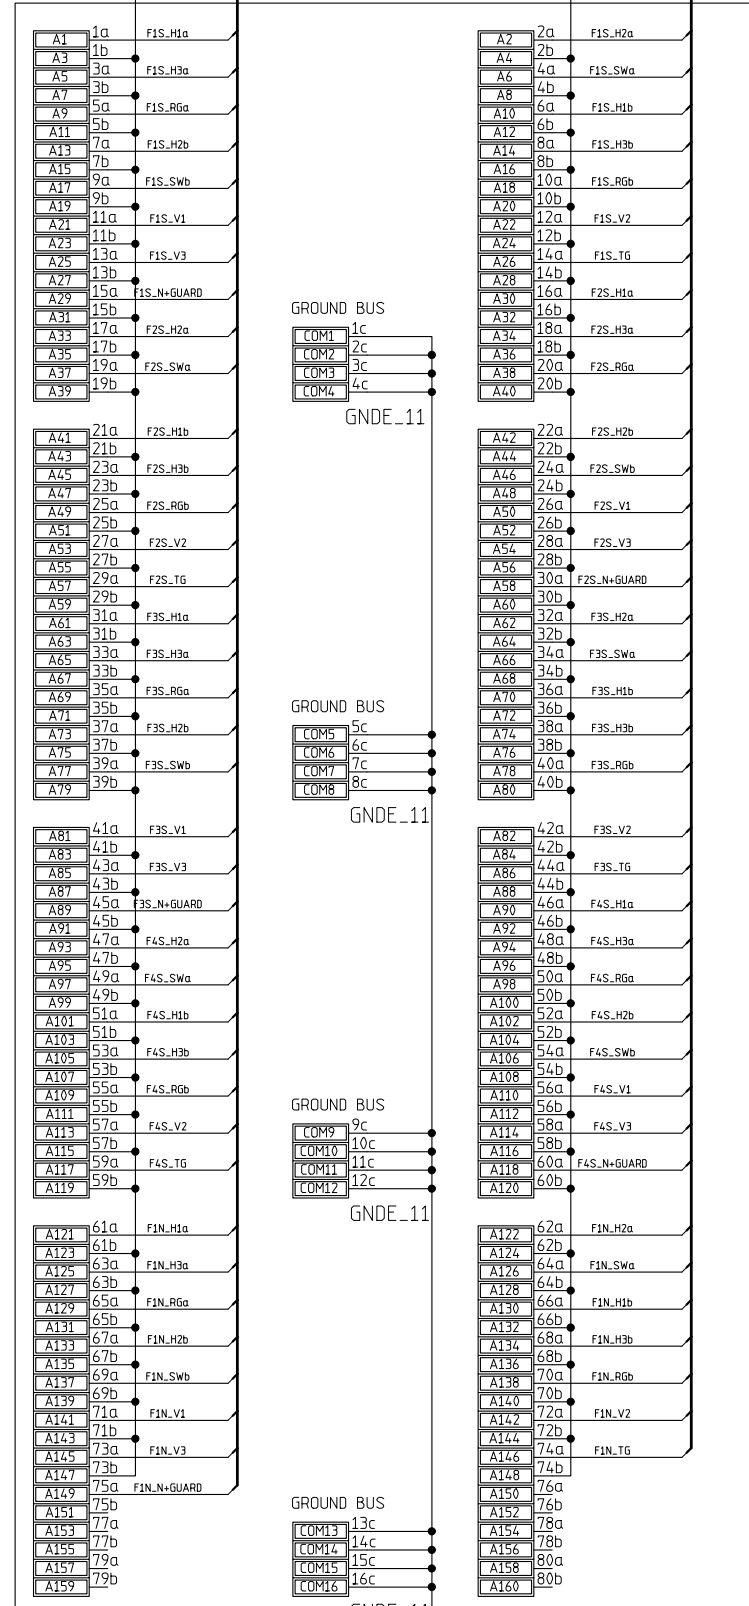 A1 1a F1S_H1a
A3 1b
A5 3a F1S_H3a
A7 3b
A9 5a F1S_RGa
A11 5b
A13 7a F1S_H2b
A15 7b
A17 9a F1S_SWb
A19 9b
A21 11a F1S_V1
A23 11b
A25 13a F1S_V3
A27 13b
A29 15a F1S_N+GUARD
A31 15b
A33 17a F2S_H2a
A35 17b
A37 19a F2S_SWa
A39 19b
A41 21a F2S_H1b
A43 21b
A45 23a F2S_H3b
A47 23b
A49 25a F2S_RGb
A51 25b
A53 27a F2S_V2
A55 27b
A57 29a F2S_TG
A59 29b
A61 31a F3S_H1a
A63 31b
A65 33a F3S_H3a
A67 33b
A69 35a F3S_RGa
A71 35b
A73 37a F3S_H2b
A75 37b
A77 39a F3S_SWb
A79 39b
A81 41a F3S_V1
A83 41b
A85 43a F3S_V3
A87 43b
A89 45a F3S_N+GUARD
A91 45b
A93 47a F4S_H2a
A95 47b
A97 49a F4S_SWa
A99 49b
A101 51a F4S_H1b
A103 51b
A105 53a F4S_H3b
A107 53b
A109 55a F4S_RGb
A111 55b
A113 57a F4S_V2
A115 57b
A117 59a F4S_TG
A119 59b
A121 61a F1N_H1a
A123 61b
A125 63a F1N_H3a
A127 63b
A129 65a F1N_RGa
A131 65b
A133 67a F1N_H2b
A135 67b
A137 69a F1N_SWb
A139 69b
A141 71a F1N_V1
A143 71b
A145 73a F1N_V3
A147 73b
A149 75a F1N_N+GUARD
A151 75b
A153 77a
A155 77b
A157 79a
A159 79b
GROUND BUS
COM1 1c
COM2 2c
COM3 3c
COM4 4c
GNDE_11
GROUND BUS
COM5 5c
COM6 6c
COM7 7c
COM8 8c
GNDE_11
GROUND BUS
COM9 9c
COM10 10c
COM11 11c
COM12 12c
GNDE_11
GROUND BUS
COM13 13c
COM14 14c
COM15 15c
COM16 16c
GNDE_11
A2 2a F1S_H2a
A4 2b
A6 4a F1S_SWa
A8 4b
A10 6a F1S_H1b
A12 6b
A14 8a F1S_H3b
A16 8b
A18 10a F1S_RGb
A20 10b
A22 12a F1S_V2
A24 12b
A26 14a F1S_TG
A28 14b
A30 16a F2S_H1a
A32 16b
A34 18a F2S_H3a
A36 18b
A38 20a F2S_RGa
A40 20b
A42 22a F2S_H2b
A44 22b
A46 24a F2S_SWb
A48 24b
A50 26a F2S_V1
A52 26b
A54 28a F2S_V3
A56 28b
A58 30a F2S_N+GUARD
A60 30b
A62 32a F3S_H2a
A64 32b
A66 34a F3S_SWa
A68 34b
A70 36a F3S_H1b
A72 36b
A74 38a F3S_H3b
A76 38b
A78 40a F3S_RGb
A80 40b
A82 42a F3S_V2
A84 42b
A86 44a F3S_TG
A88 44b
A90 46a F4S_H1a
A92 46b
A94 48a F4S_H3a
A96 48b
A98 50a F4S_RGa
A100 50b
A102 52a F4S_H2b
A104 52b
A106 54a F4S_SWb
A108 54b
A110 56a F4S_V1
A112 56b
A114 58a F4S_V3
A116 58b
A118 60a F4S_N+GUARD
A120 60b
A122 62a F1N_H2a
A124 62b
A126 64a F1N_SWa
A128 64b
A130 66a F1N_H1b
A132 66b
A134 68a F1N_H3b
A136 68b
A138 70a F1N_RGb
A140 70b
A142 72a F1N_V2
A144 72b
A146 74a F1N_TG
A148 74b
A150 76a
A152 76b
A154 78a
A156 78b
A158 80a
A160 80b